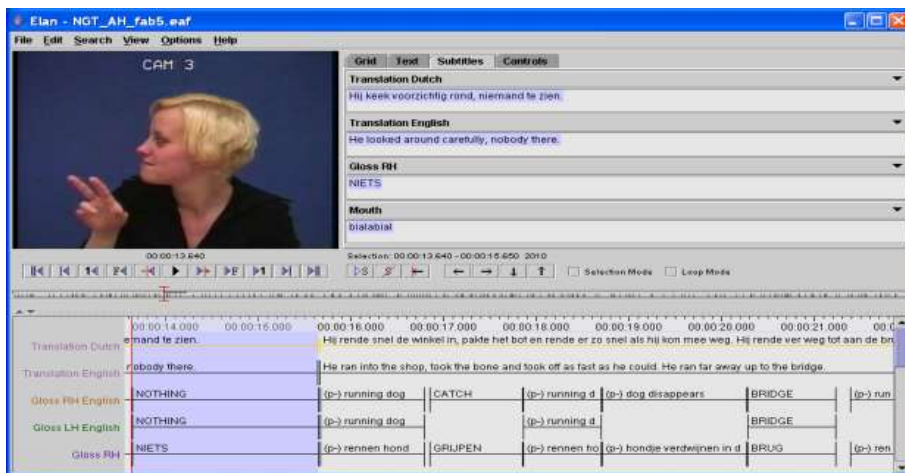 Elan - NGT_AH_fab5.eaf
File Edit Search View Options Help
CAM 3
Grid Text Subtitles Controls
Translation Dutch
Hij keek voorzichtig rond, niemand te zien.
Translation English
He looked around carefully, nobody there.
Gloss RH
NIETS
Mouth
bialabial
00:00:13.640
Selection: 00:00:13.640 - 00:00:15.650 2010
Selection Mode Loop Mode
00:00:14.000 00:00:15.000 00:00:16.000 00:00:17.000 00:00:18.000 00:00:19.000 00:00:20.000 00:00:21.000
Translation Dutch emand te zien. Hij rende snel de winkel in, pakte het bot en rende er zo snel als hij kon mee weg. Hij rende ver weg tot aan de br
Translation English nobody there. He ran into the shop, took the bone and took off as fast as he could. He ran far away up to the bridge.
Gloss RH English NOTHING (p-) running dog CATCH (p-) running d (p-) dog disappears BRIDGE (p-) run
Gloss LH English NOTHING (p-) running dog (p-) running d BRIDGE
Gloss RH NIETS (p-) rennen hond GRIJPEN (p-) rennen ho (p-) hondje verdwijnen in d BRUG (p-) ren